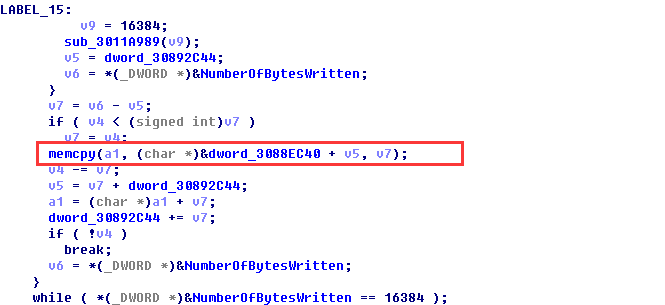 LABEL_15:
v9 = 16384;
sub_3011A989(v9);
v5 = dword_30892C44;
v6 = *(_DWORD *)&NumberOfBytesWritten;
}
v7 = v6 - v5;
if ( v4 < (signed int)v7 )
v7 = v4;
memcpy(a1, (char *)&dword_3088EC40 + v5, v7);
v4 -= v7;
v5 = v7 + dword_30892C44;
a1 = (char *)a1 + v7;
dword_30892C44 += v7;
if ( !v4 )
break;
v6 = *(_DWORD *)&NumberOfBytesWritten;
}
while ( *(_DWORD *)&NumberOfBytesWritten == 16384 );